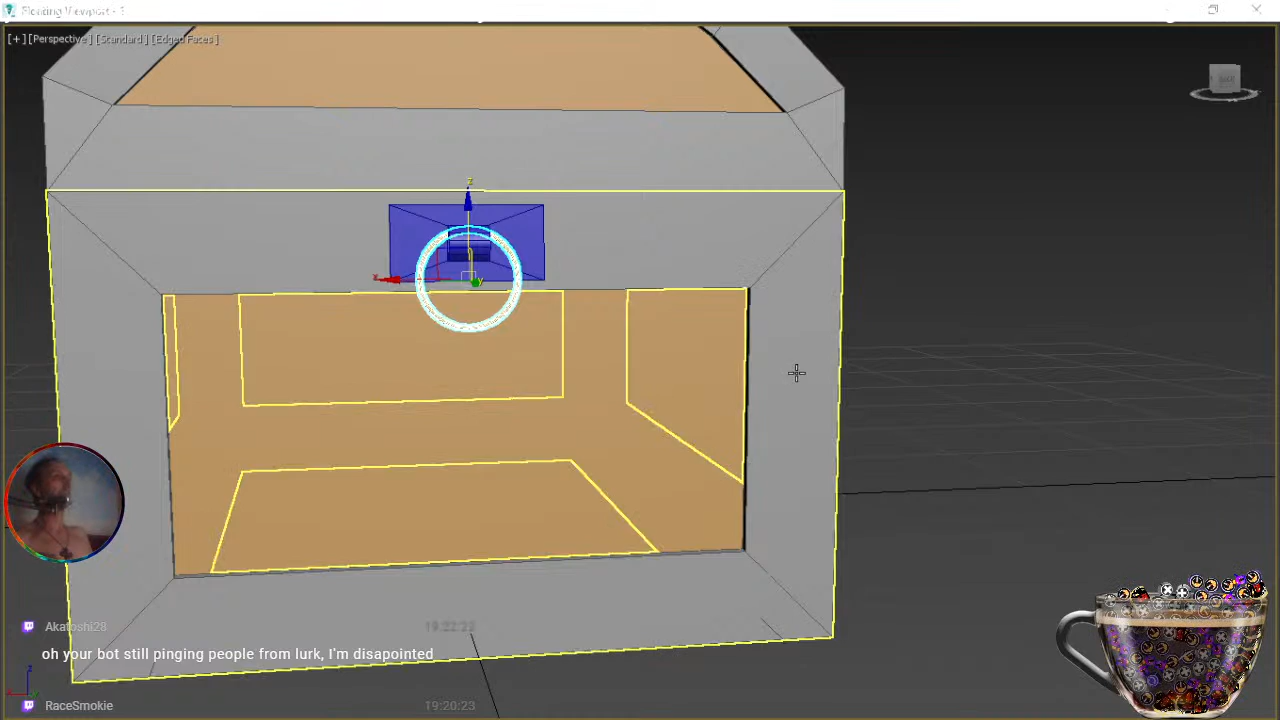 Floating Viewport - 1
[+][Perspective][Standard][Edged Faces]
z
x
y
Akatoshi28 19:22:23
oh your bot still pinging people from lurk, I'm disapointed
z
RaceSmokie 19:20:23